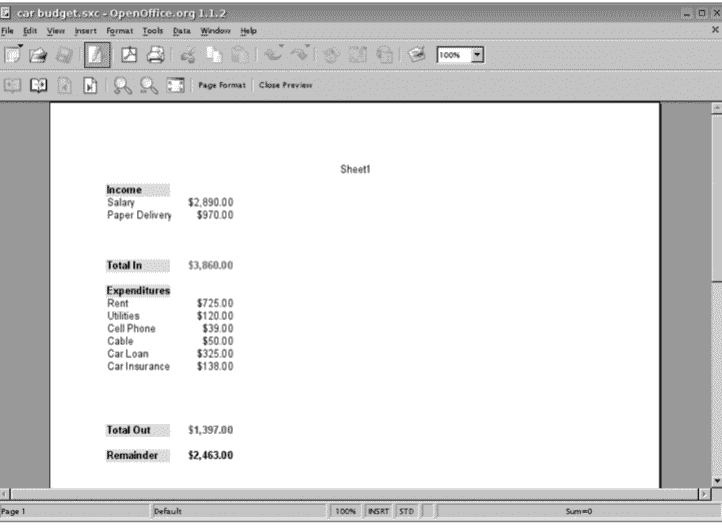 car budget.sxc - OpenOffice.org 1.1.2
File Edit View Insert Format Tools Data Window Help
100%
Page Format Close Preview
Sheet1
Income
Salary $2,890.00
Paper Delivery $970.00
Total In $3,860.00
Expenditures
Rent $725.00
Utilities $120.00
Cell Phone $39.00
Cable $50.00
Car Loan $325.00
Car Insurance $138.00
Total Out $1,397.00
Remainder $2,463.00
Page 1 Default 100% INSRT STD Sum=0